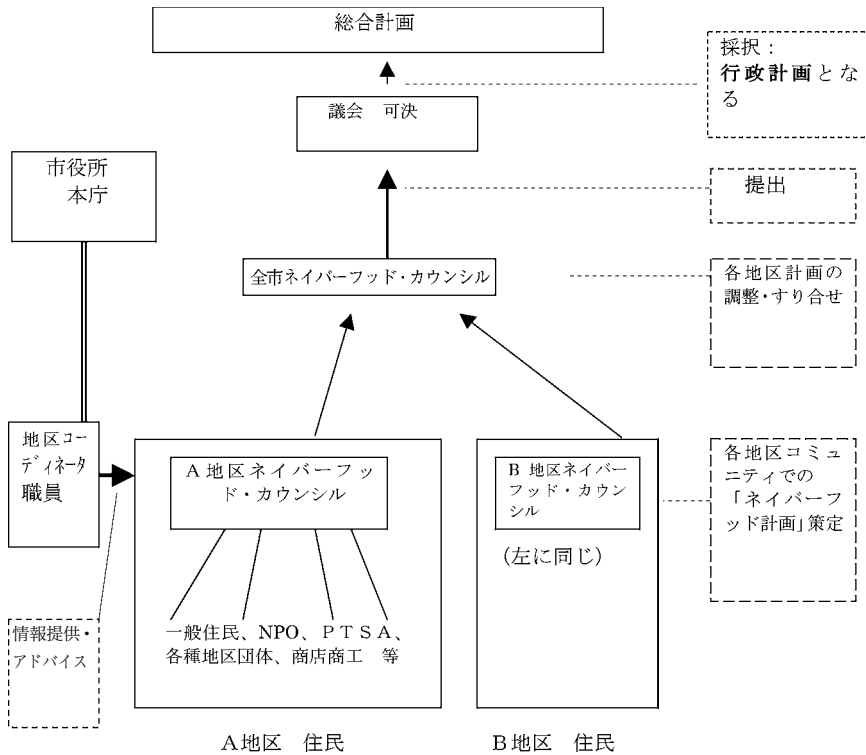 総合計画
採択：
行政計画とな
る
議会　可決
市役所
本庁
提出
全市ネイバーフッド・カウンシル
各地区計画の
調整・すり合せ
地区コー
ディネータ
職員
A地区ネイバーフッ
ド・カウンシル
B 地区ネイバー
フッド・カウン
シル
各地区コミュ
ニティでの
「ネイバーフ
ッド計画」策定
(左に同じ)
情報提供・
アドバイス
一般住民、NPO、ＰＴＳＡ、
各種地区団体、商店商工　等
A地区　住民
B地区　住民